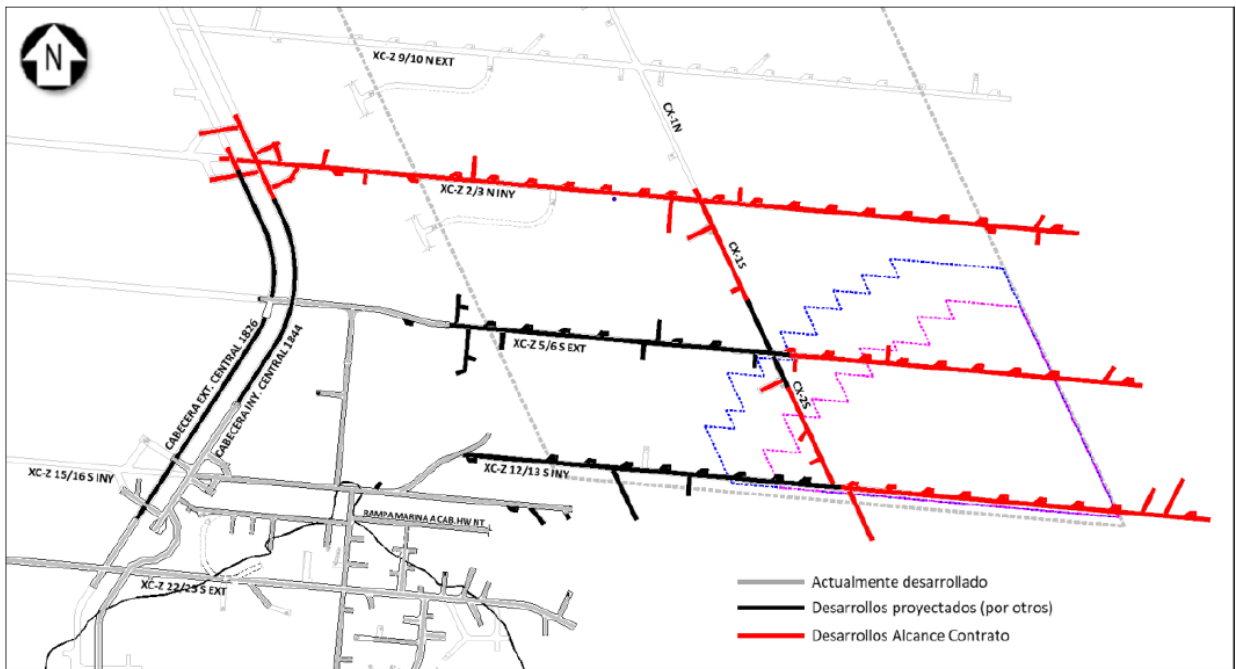 N
XC-Z 9/10 N EXT
CX-1N
XC-Z 2/3 N INY
CX-1S
XC-Z 5/6 S EXT
CABECERA EXT. CENTRAL 1826
CABECERA INY. CENTRAL 1844
CX-2S
XC-Z 12/13 S INY
XC-Z 15/16 S INY
RAMPA MARINA A CAB. HW NT
XC-Z 22/23 S EXT
Actualmente desarrollado
Desarrollos proyectados (por otros)
Desarrollos Alcance Contrato